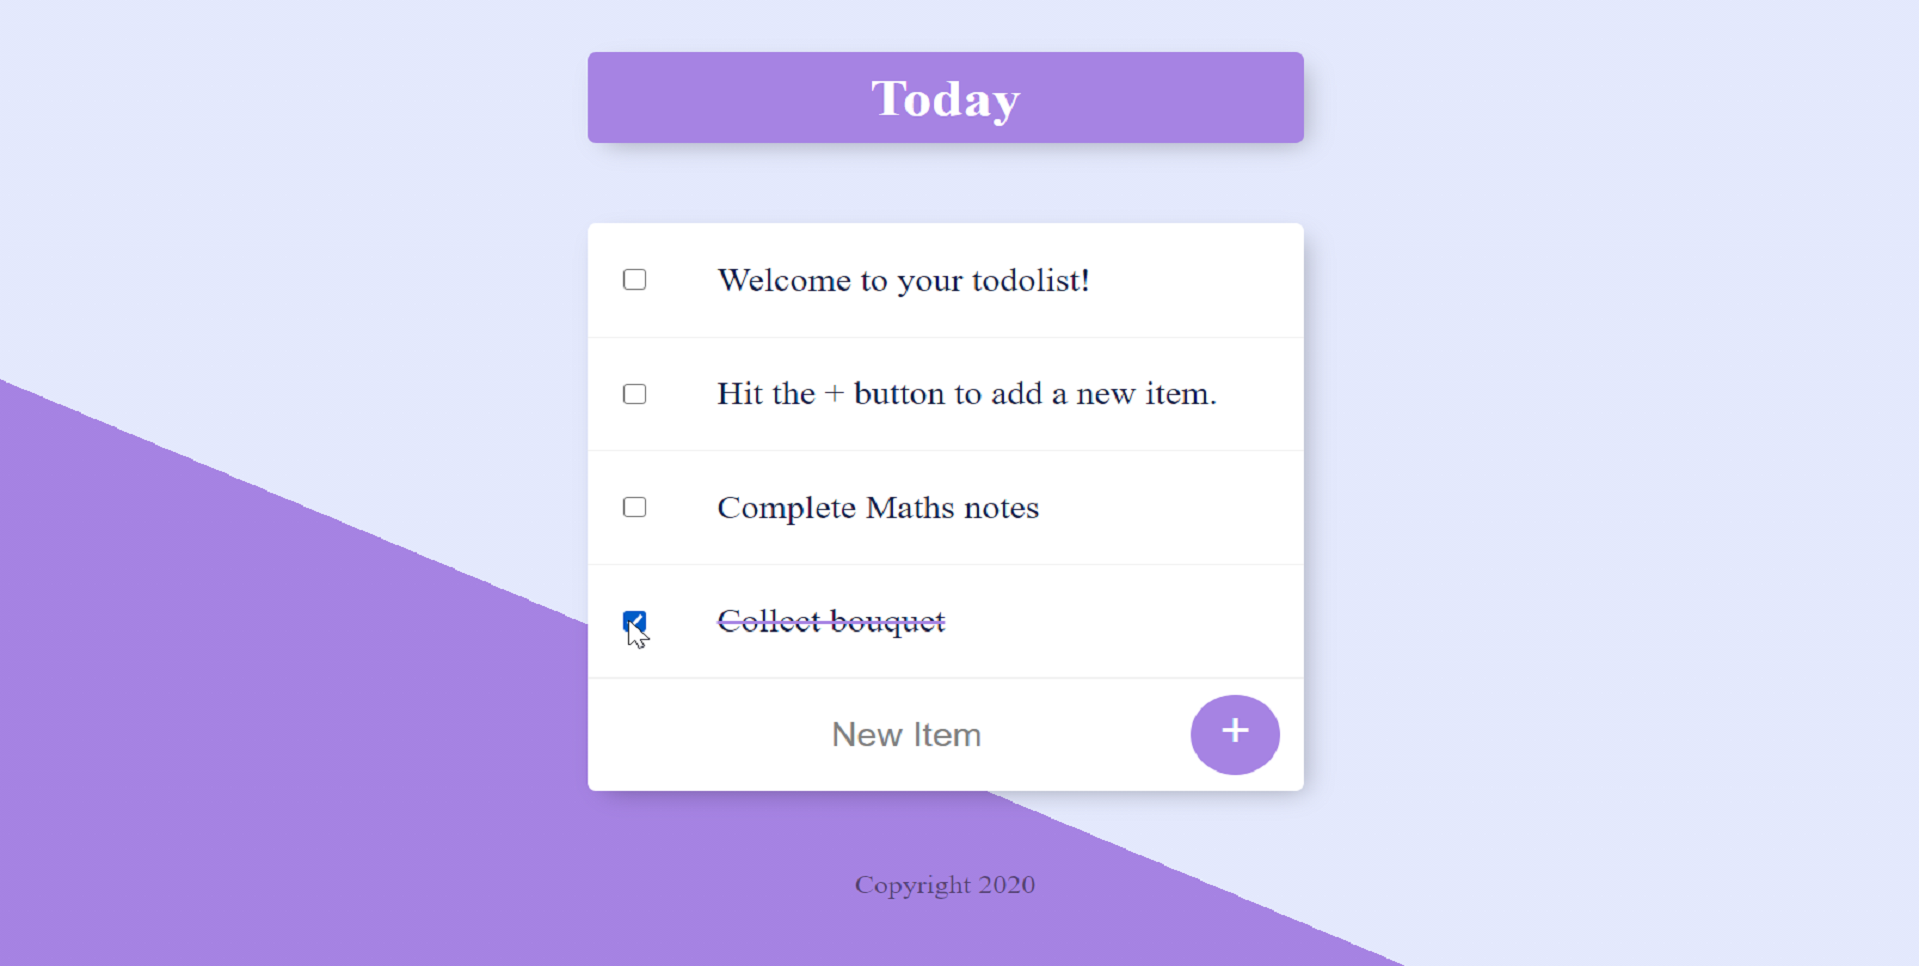 Today
Welcome to your todolist!
Hit the + button to add a new item.
Complete Maths notes
Collect bouquet
New Item
+
Copyright 2020